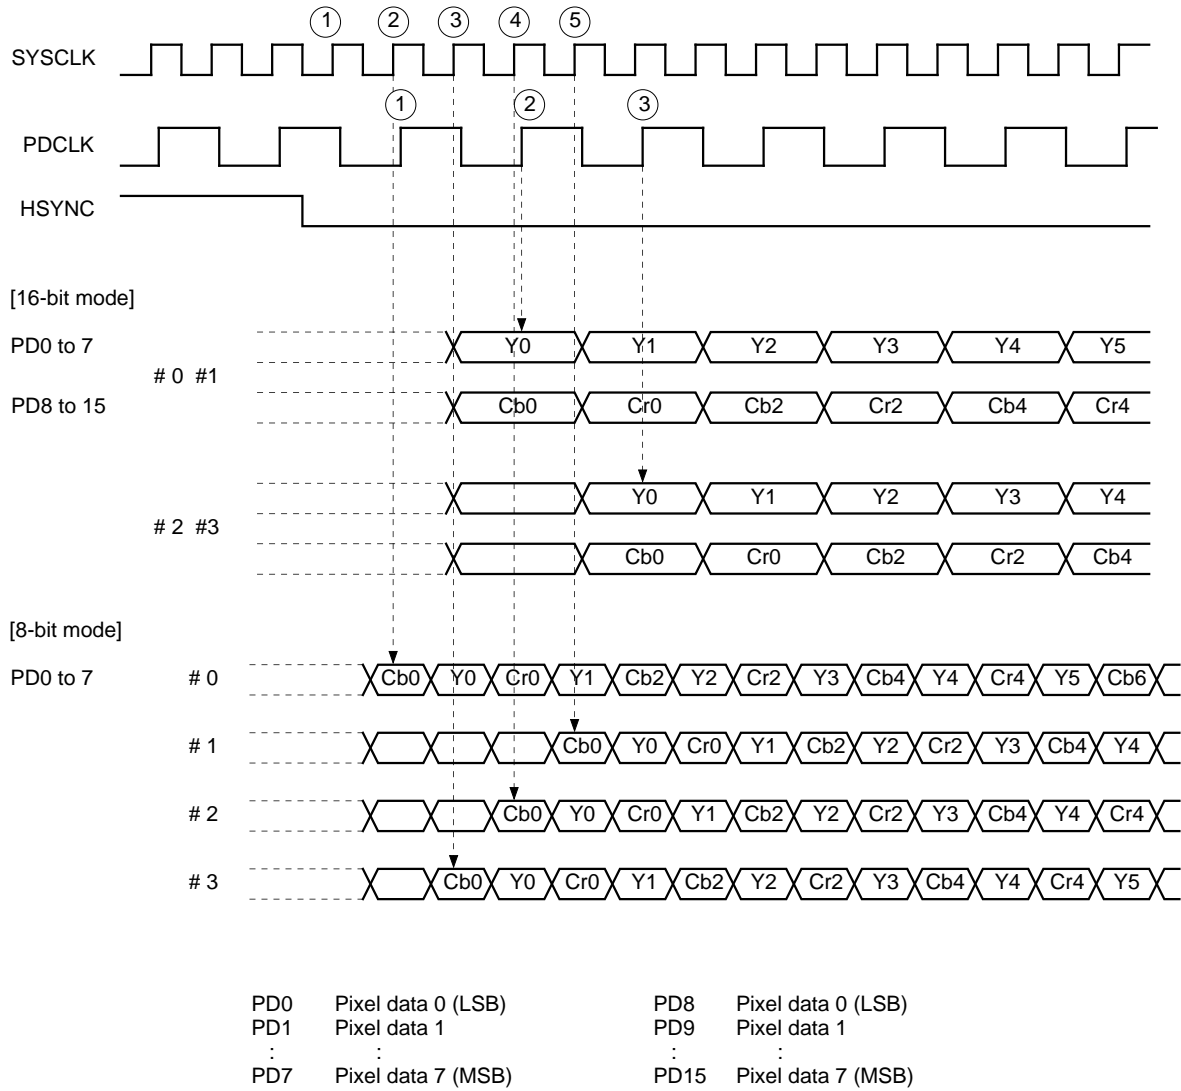 1 2 3 4 5
SYSCLK
1 2 3
PDCLK
HSYNC
[16-bit mode]
PD0 to 7 Y0 Y1 Y2 Y3 Y4 Y5
# 0 #1
PD8 to 15 Cb0 Cr0 Cb2 Cr2 Cb4 Cr4
Y0 Y1 Y2 Y3 Y4
# 2 #3
Cb0 Cr0 Cb2 Cr2 Cb4
[8-bit mode]
PD0 to 7 # 0 Cb0 Y0 Cr0 Y1 Cb2 Y2 Cr2 Y3 Cb4 Y4 Cr4 Y5 Cb6
# 1 Cb0 Y0 Cr0 Y1 Cb2 Y2 Cr2 Y3 Cb4 Y4
# 2 Cb0 Y0 Cr0 Y1 Cb2 Y2 Cr2 Y3 Cb4 Y4 Cr4
# 3 Cb0 Y0 Cr0 Y1 Cb2 Y2 Cr2 Y3 Cb4 Y4 Cr4 Y5
PD0 Pixel data 0 (LSB) PD8 Pixel data 0 (LSB)
PD1 Pixel data 1 PD9 Pixel data 1
: : : :
PD7 Pixel data 7 (MSB) PD15 Pixel data 7 (MSB)